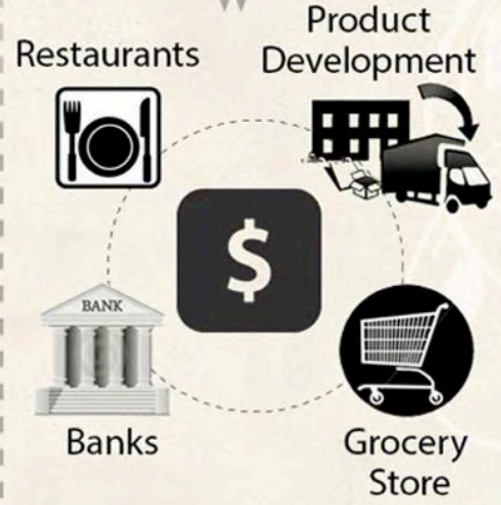 Restaurants
Product
Development
$
BANK
Banks
Grocery
Store